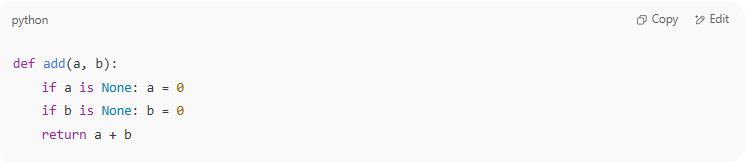 python
Copy
Edit
def add(a, b):
    if a is None: a = 0
    if b is None: b = 0
    return a + b